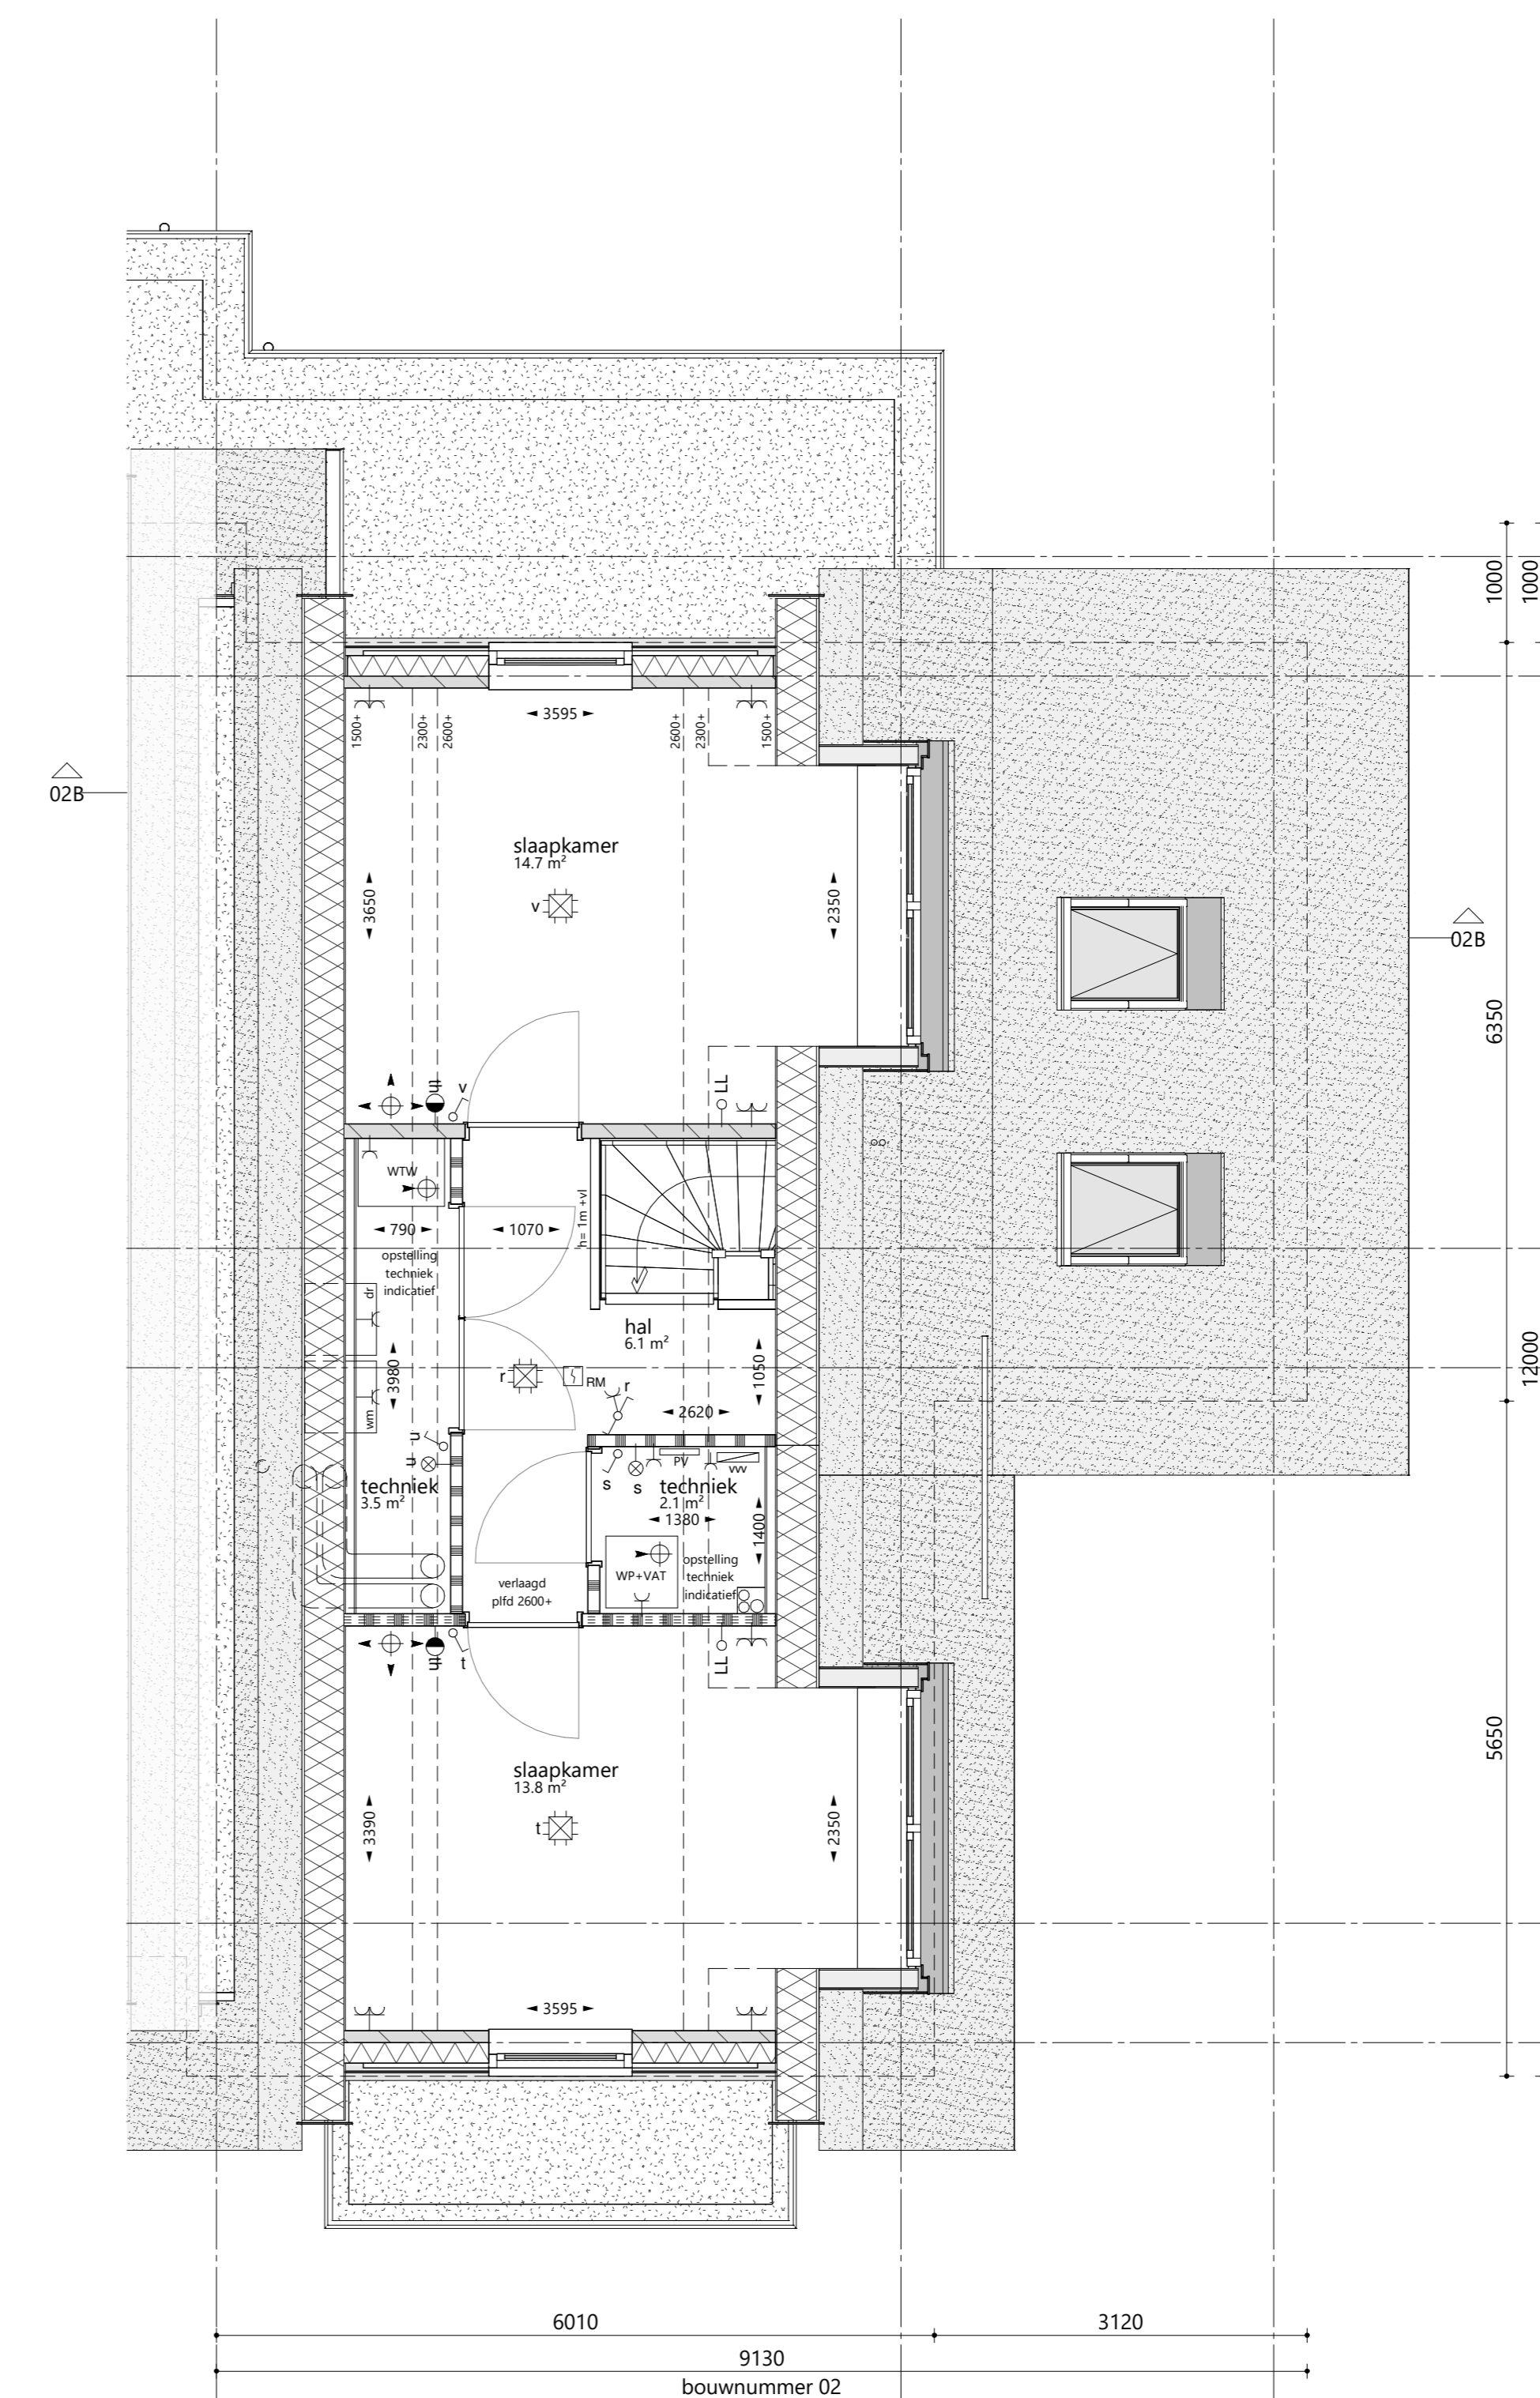 1000
1000
3595
1500+
2300+
2600+
2600+
2300+
1500+
02B
slaapkamer
14.7 m²
v
3650
2350
02B
6350
v
LL
WTW
790
1070
h= 1m +vl
opstelling
techniek
indicatief
dr
hal
6.1 m²
3980
r
RM
r
1050
12000
wm
2620
u
u
PV
vvv
s
s
techniek
3.5 m²
techniek
2.1 m²
1380
1400
opstelling
techniek
indicatief
WP+VAT
verlaagd
plfd 2600+
t
LL
5650
slaapkamer
13.8 m²
t
3390
2350
3595
6010
3120
9130
bouwnummer 02